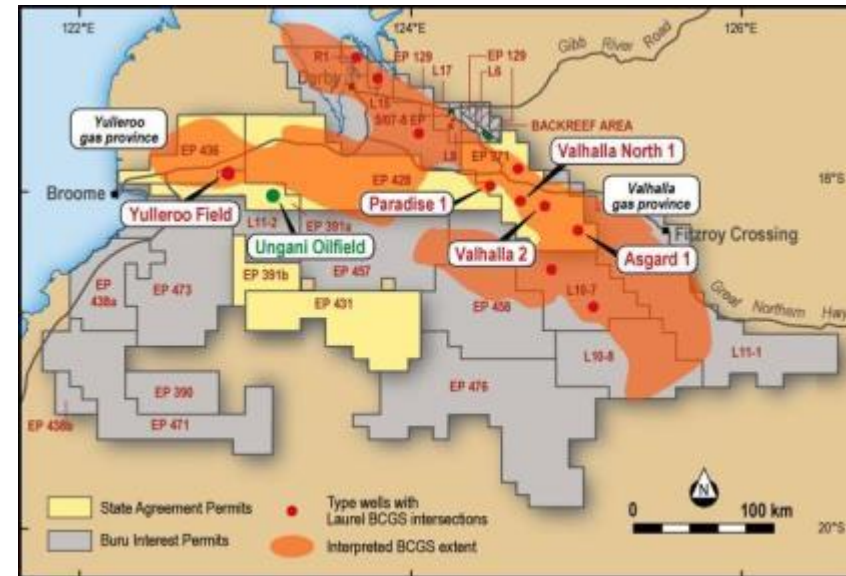 122°E
124°E
126°E
Gibb River Road
R1
EP 129
L17
EP 129
L6
Derby
L15
5/07-8 EP
L8
BACKREEF AREA
Yulleroo
gas province
EP 436
EP 371
Valhalla North 1
18°S
EP 428
Valhalla
gas province
Broome
Paradise 1
Yulleroo Field
L11-2
EP 391a
Fitzroy Crossing
Ungani Oilfield
Valhalla 2
Asgard 1
EP 391b
EP 457
EP
438a
EP 473
L10-7
Great Northern Hwy
EP 431
EP 458
L10-8
L11-1
EP 390
EP 476
EP 438b
EP 471
N
State Agreement Permits
Type wells with
Laurel BCGS intersections
0
100 km
Buru Interest Permits
Interpreted BCGS extent
20°S